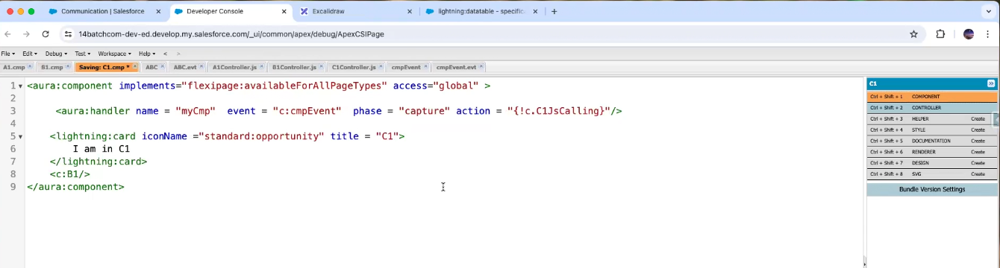 Communication | Salesforce
Developer Console
Excalidraw
lightning:datatable - specific
14batchcom-dev-ed.develop.my.salesforce.com/_ui/common/apex/debug/ApexCSIPage
File Edit Debug Test Workspace Help < >
A1.cmp B1.cmp Saving: C1.cmp * ABC ABC.evt A1Controller.js B1Controller.js C1Controller.js cmpEvent cmpEvent.evt
1 <aura:component implements="flexipage:availableForAllPageTypes" access="global" >
2
3 <aura:handler name = "myCmp" event = "c:cmpEvent" phase = "capture" action = "{!c.C1JsCalling}"/>
4
5 <lightning:card iconName ="standard:opportunity" title = "C1">
6 I am in C1
7 </lightning:card>
8 <c:B1/>
9 </aura:component>
C1
Ctrl + Shift + 1 COMPONENT
Ctrl + Shift + 2 CONTROLLER
Ctrl + Shift + 3 HELPER Create
Ctrl + Shift + 4 STYLE Create
Ctrl + Shift + 5 DOCUMENTATION Create
Ctrl + Shift + 6 RENDERER Create
Ctrl + Shift + 7 DESIGN Create
Ctrl + Shift + 8 SVG Create
Bundle Version Settings